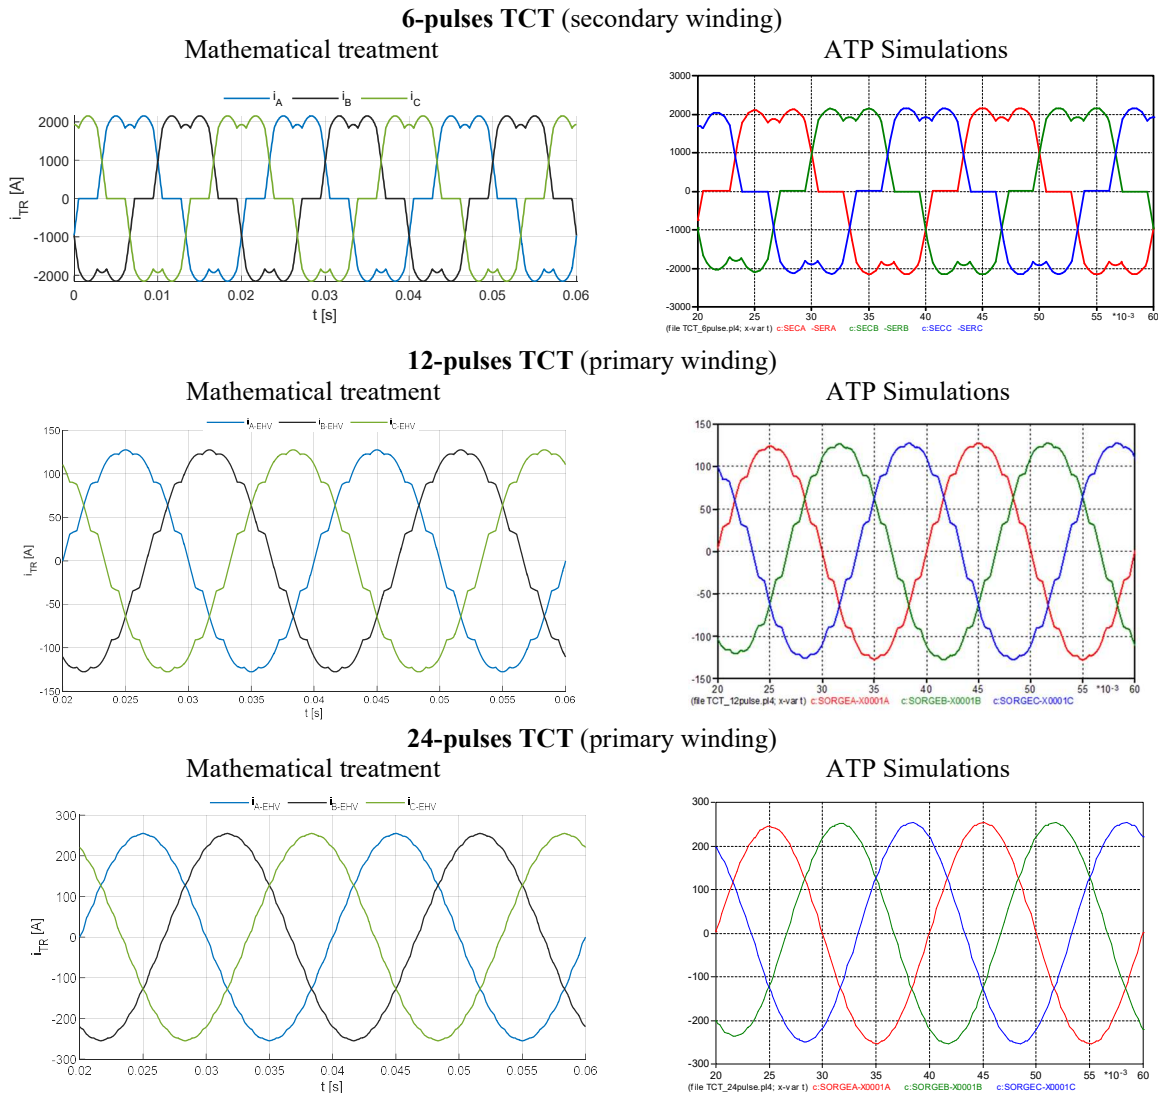 6-pulses TCT (secondary winding)
Mathematical treatment
iA iB iC
2000
1000
0
-1000
-2000
iTR [A]
0 0.01 0.02 0.03 0.04 0.05 0.06
t [s]
ATP Simulations
3000
2000
1000
0
-1000
-2000
-3000
20 25 30 35 40 45 50 55 *10-3 60
(file TCT_6pulse.pl4; x-var t) c:SECA -SERA c:SECB -SERB c:SECC -SERC
12-pulses TCT (primary winding)
Mathematical treatment
iA-EHV iB-EHV iC-EHV
150
100
50
0
-50
-100
-150
iTR [A]
0.02 0.025 0.03 0.035 0.04 0.045 0.05 0.055 0.06
t [s]
ATP Simulations
150
100
50
0
-50
-100
-150
20 25 30 35 40 45 50 55 *10-3 60
(file TCT_12pulse.pl4; x-var t) c:SORGEA-X0001A c:SORGEB-X0001B c:SORGEC-X0001C
24-pulses TCT (primary winding)
Mathematical treatment
iA-EHV iB-EHV iC-EHV
300
200
100
0
-100
-200
-300
iTR [A]
0.02 0.025 0.03 0.035 0.04 0.045 0.05 0.055 0.06
t [s]
ATP Simulations
300
200
100
0
-100
-200
-300
20 25 30 35 40 45 50 55 *10-3 60
(file TCT_24pulse.pl4; x-var t) c:SORGEA-X0001A c:SORGEB-X0001B c:SORGEC-X0001C